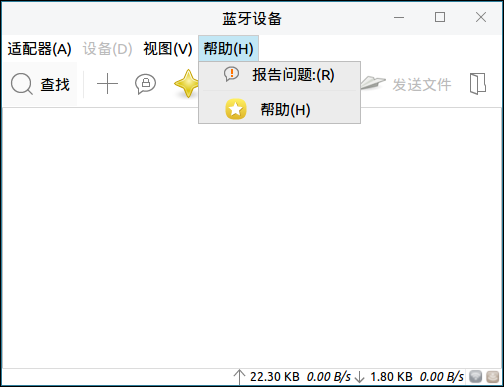 蓝牙设备
适配器(A) 设备(D) 视图(V) 帮助(H)
查找 发送文件
报告问题:(R)
帮助(H)
22.30 KB 0.00 B/s 1.80 KB 0.00 B/s